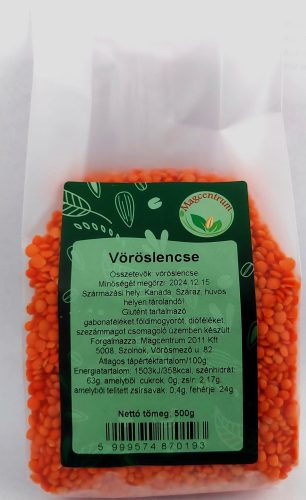 Magcentrum
Vöröslencse
Összetevők: vöröslencse
Minőségét megőrzi: 2024.12.15
Származási hely: Kanada. Száraz, hűvös
helyen tárolandó!
Glutént tartalmazó
gabonaféléket,földimogyorót, dióféléket,
szezámmagot csomagoló üzemben készült.
Forgalmazza: Magcentrum 2011 Kft
5008, Szolnok, Vörösmező u. 82
Átlagos tápértéktartalom/100g
Energiatartalom: 1503kJ/358kcal, szénhidrát:
63g, amelyből cukrok: 0g, zsír: 2,17g,
amelyből telített zsírsavak: 0,4g, fehérje: 24g
Nettó tömeg: 500g
5 999574 870193